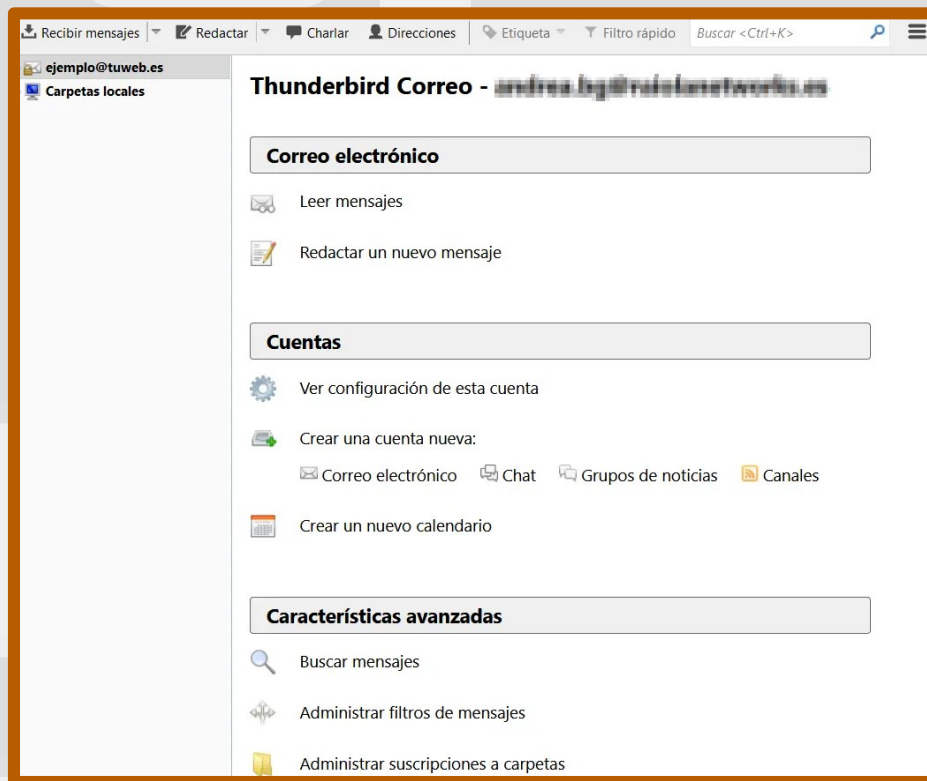 Recibir mensajes Redactar Charlar Direcciones Etiqueta Filtro rápido Buscar <Ctrl+K>
ejemplo@tuweb.es
Carpetas locales
Thunderbird Correo -
Correo electrónico
Leer mensajes
Redactar un nuevo mensaje
Cuentas
Ver configuración de esta cuenta
Crear una cuenta nueva:
Correo electrónico Chat Grupos de noticias Canales
Crear un nuevo calendario
Características avanzadas
Buscar mensajes
Administrar filtros de mensajes
Administrar suscripciones a carpetas